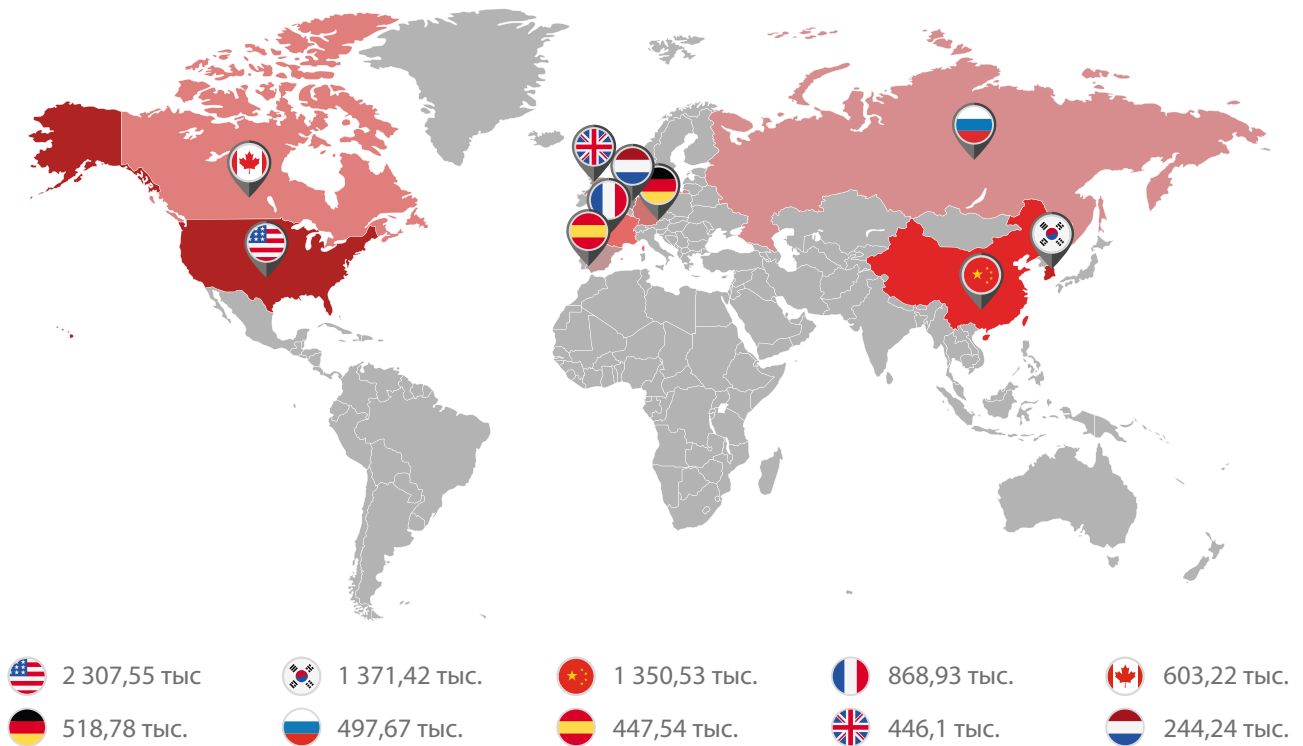 2 307,55 тыс
1 371,42 тыс.
1 350,53 тыс.
868,93 тыс.
603,22 тыс.
518,78 тыс.
497,67 тыс.
447,54 тыс.
446,1 тыс.
244,24 тыс.